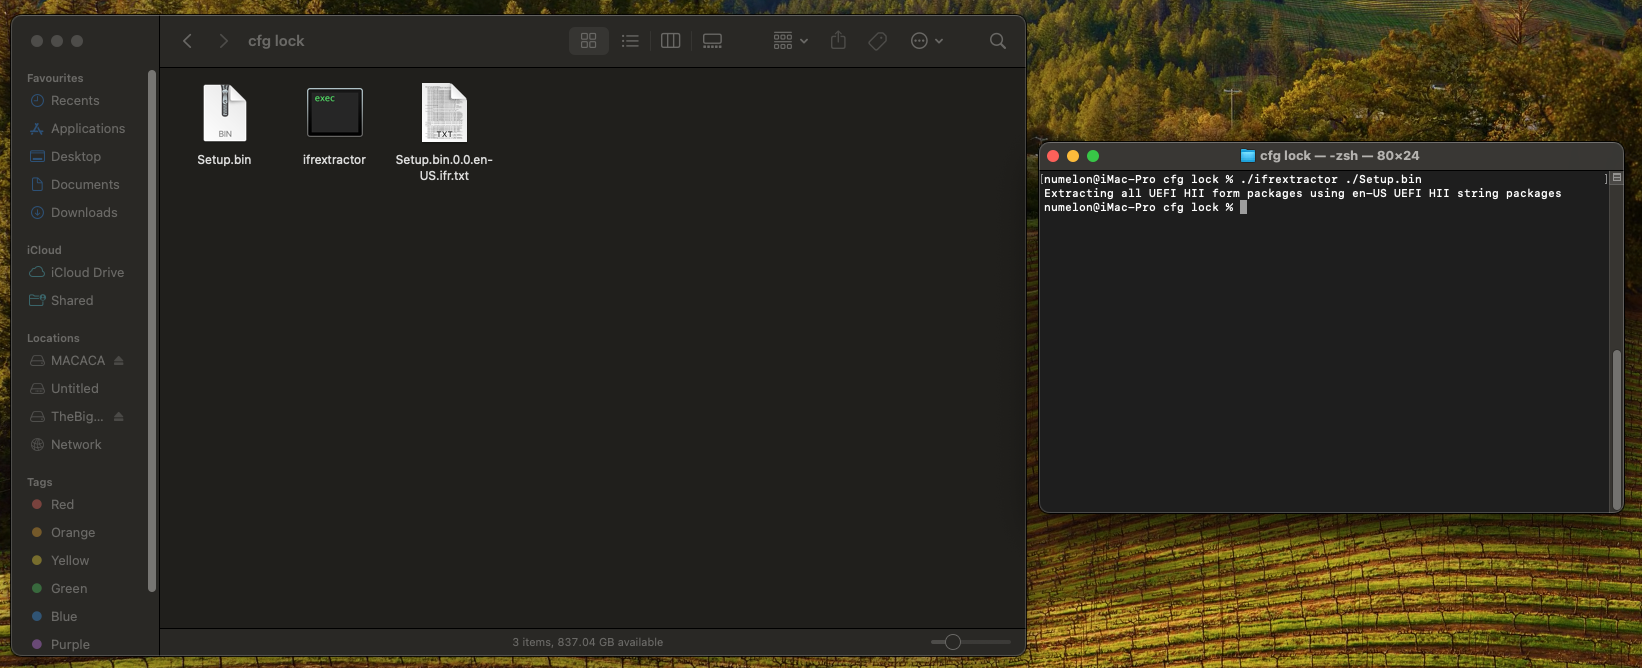 cfg lock
Favourites
Recents
Applications
Desktop
Documents
Downloads
iCloud
iCloud Drive
Shared
Locations
MACACA
Untitled
TheBig...
Network
Tags
Red
Orange
Yellow
Green
Blue
Purple
BIN
Setup.bin
exec
ifrextractor
TXT
Setup.bin.0.0.en-
US.ifr.txt
3 items, 837.04 GB available
cfg lock — -zsh — 80×24
[numelon@iMac-Pro cfg lock % ./ifrextractor ./Setup.bin ]
Extracting all UEFI HII form packages using en-US UEFI HII string packages
numelon@iMac-Pro cfg lock %